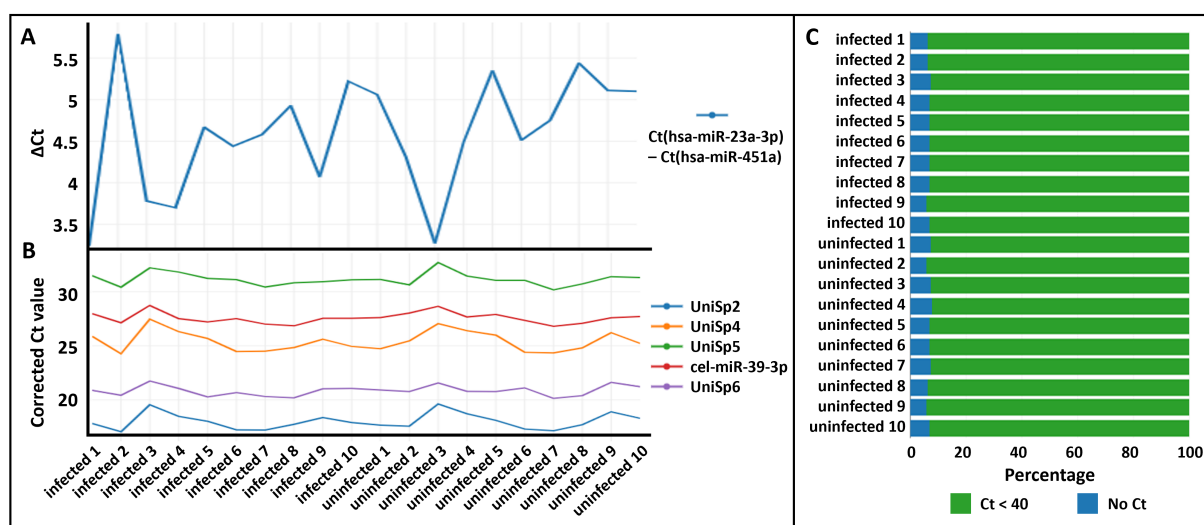 A
ΔCt
5.5
5
4.5
4
3.5
Ct(hsa-miR-23a-3p)
– Ct(hsa-miR-451a)
B
Corrected Ct value
30
25
20
UniSp2
UniSp4
UniSp5
cel-miR-39-3p
UniSp6
infected 1
infected 2
infected 3
infected 4
infected 5
infected 6
infected 7
infected 8
infected 9
infected 10
uninfected 1
uninfected 2
uninfected 3
uninfected 4
uninfected 5
uninfected 6
uninfected 7
uninfected 8
uninfected 9
uninfected 10
C
infected 1
infected 2
infected 3
infected 4
infected 5
infected 6
infected 7
infected 8
infected 9
infected 10
uninfected 1
uninfected 2
uninfected 3
uninfected 4
uninfected 5
uninfected 6
uninfected 7
uninfected 8
uninfected 9
uninfected 10
0 20 40 60 80 100
Percentage
Ct < 40 No Ct